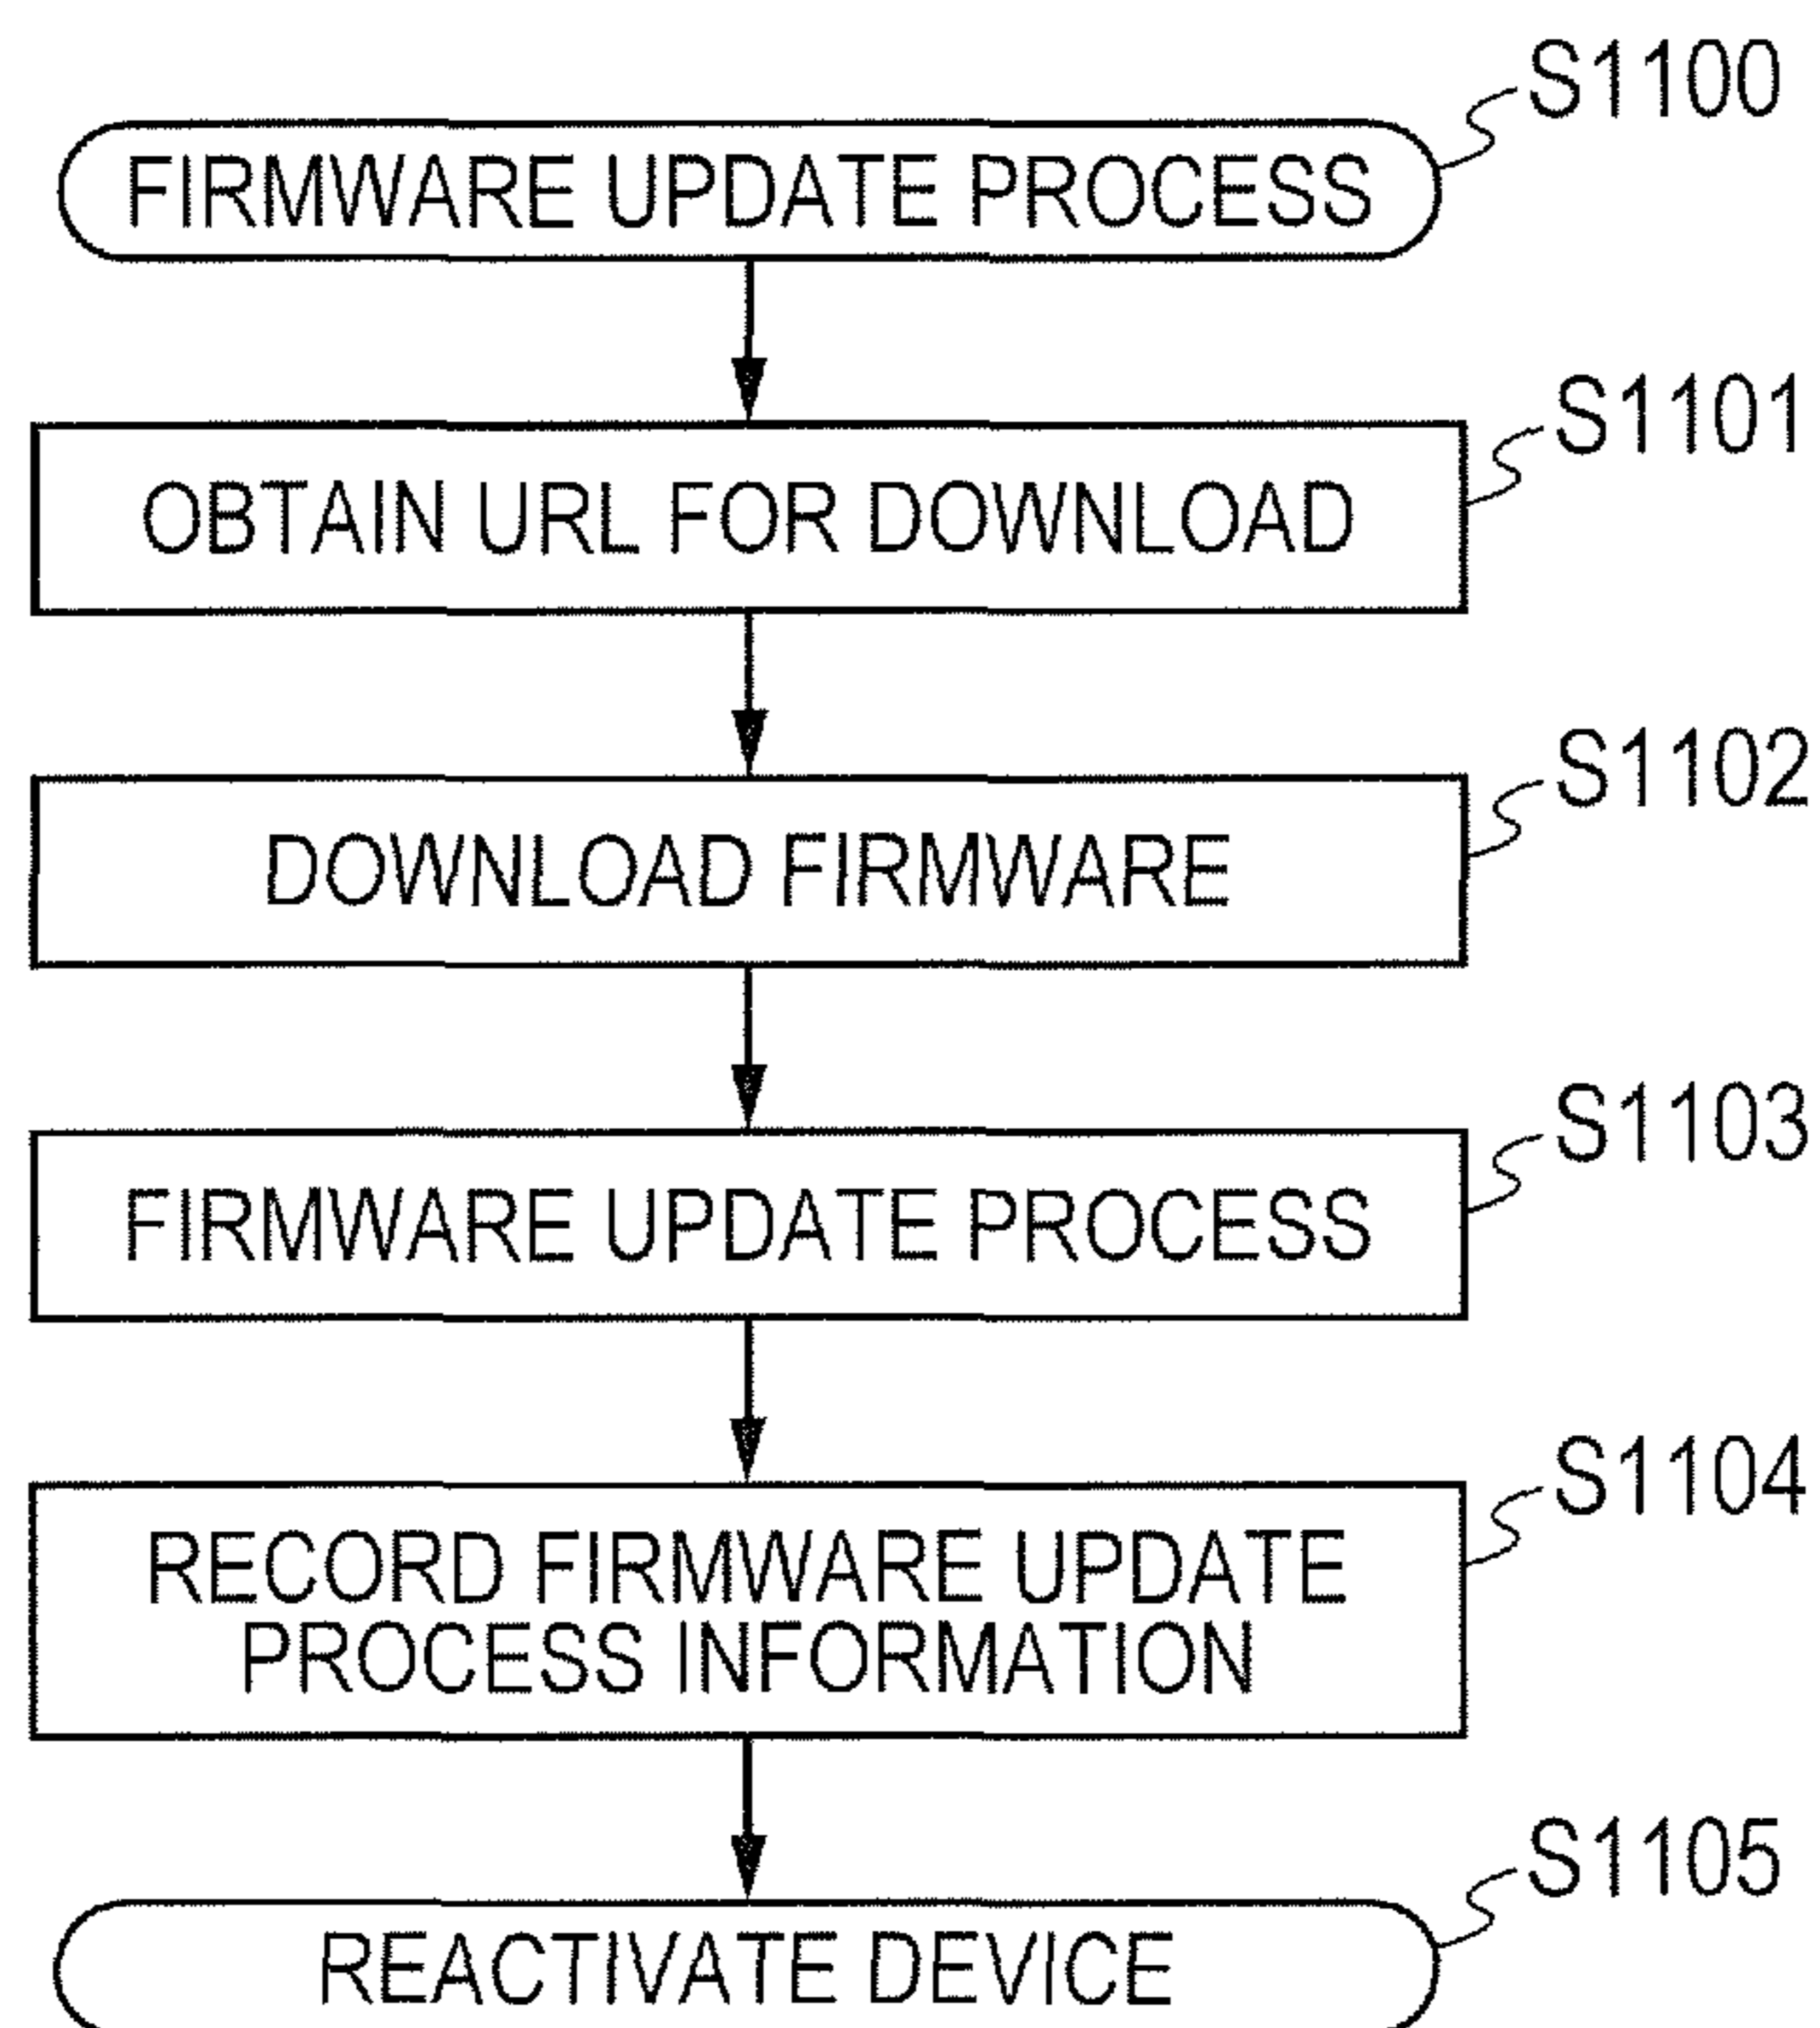 S1100
FIRMWARE UPDATE PROCESS
S1101
OBTAIN URL FOR DOWNLOAD
S1102
DOWNLOAD FIRMWARE
S1103
FIRMWARE UPDATE PROCESS
S1104
RECORD FIRMWARE UPDATE
PROCESS INFORMATION
S1105
REACTIVATE DEVICE